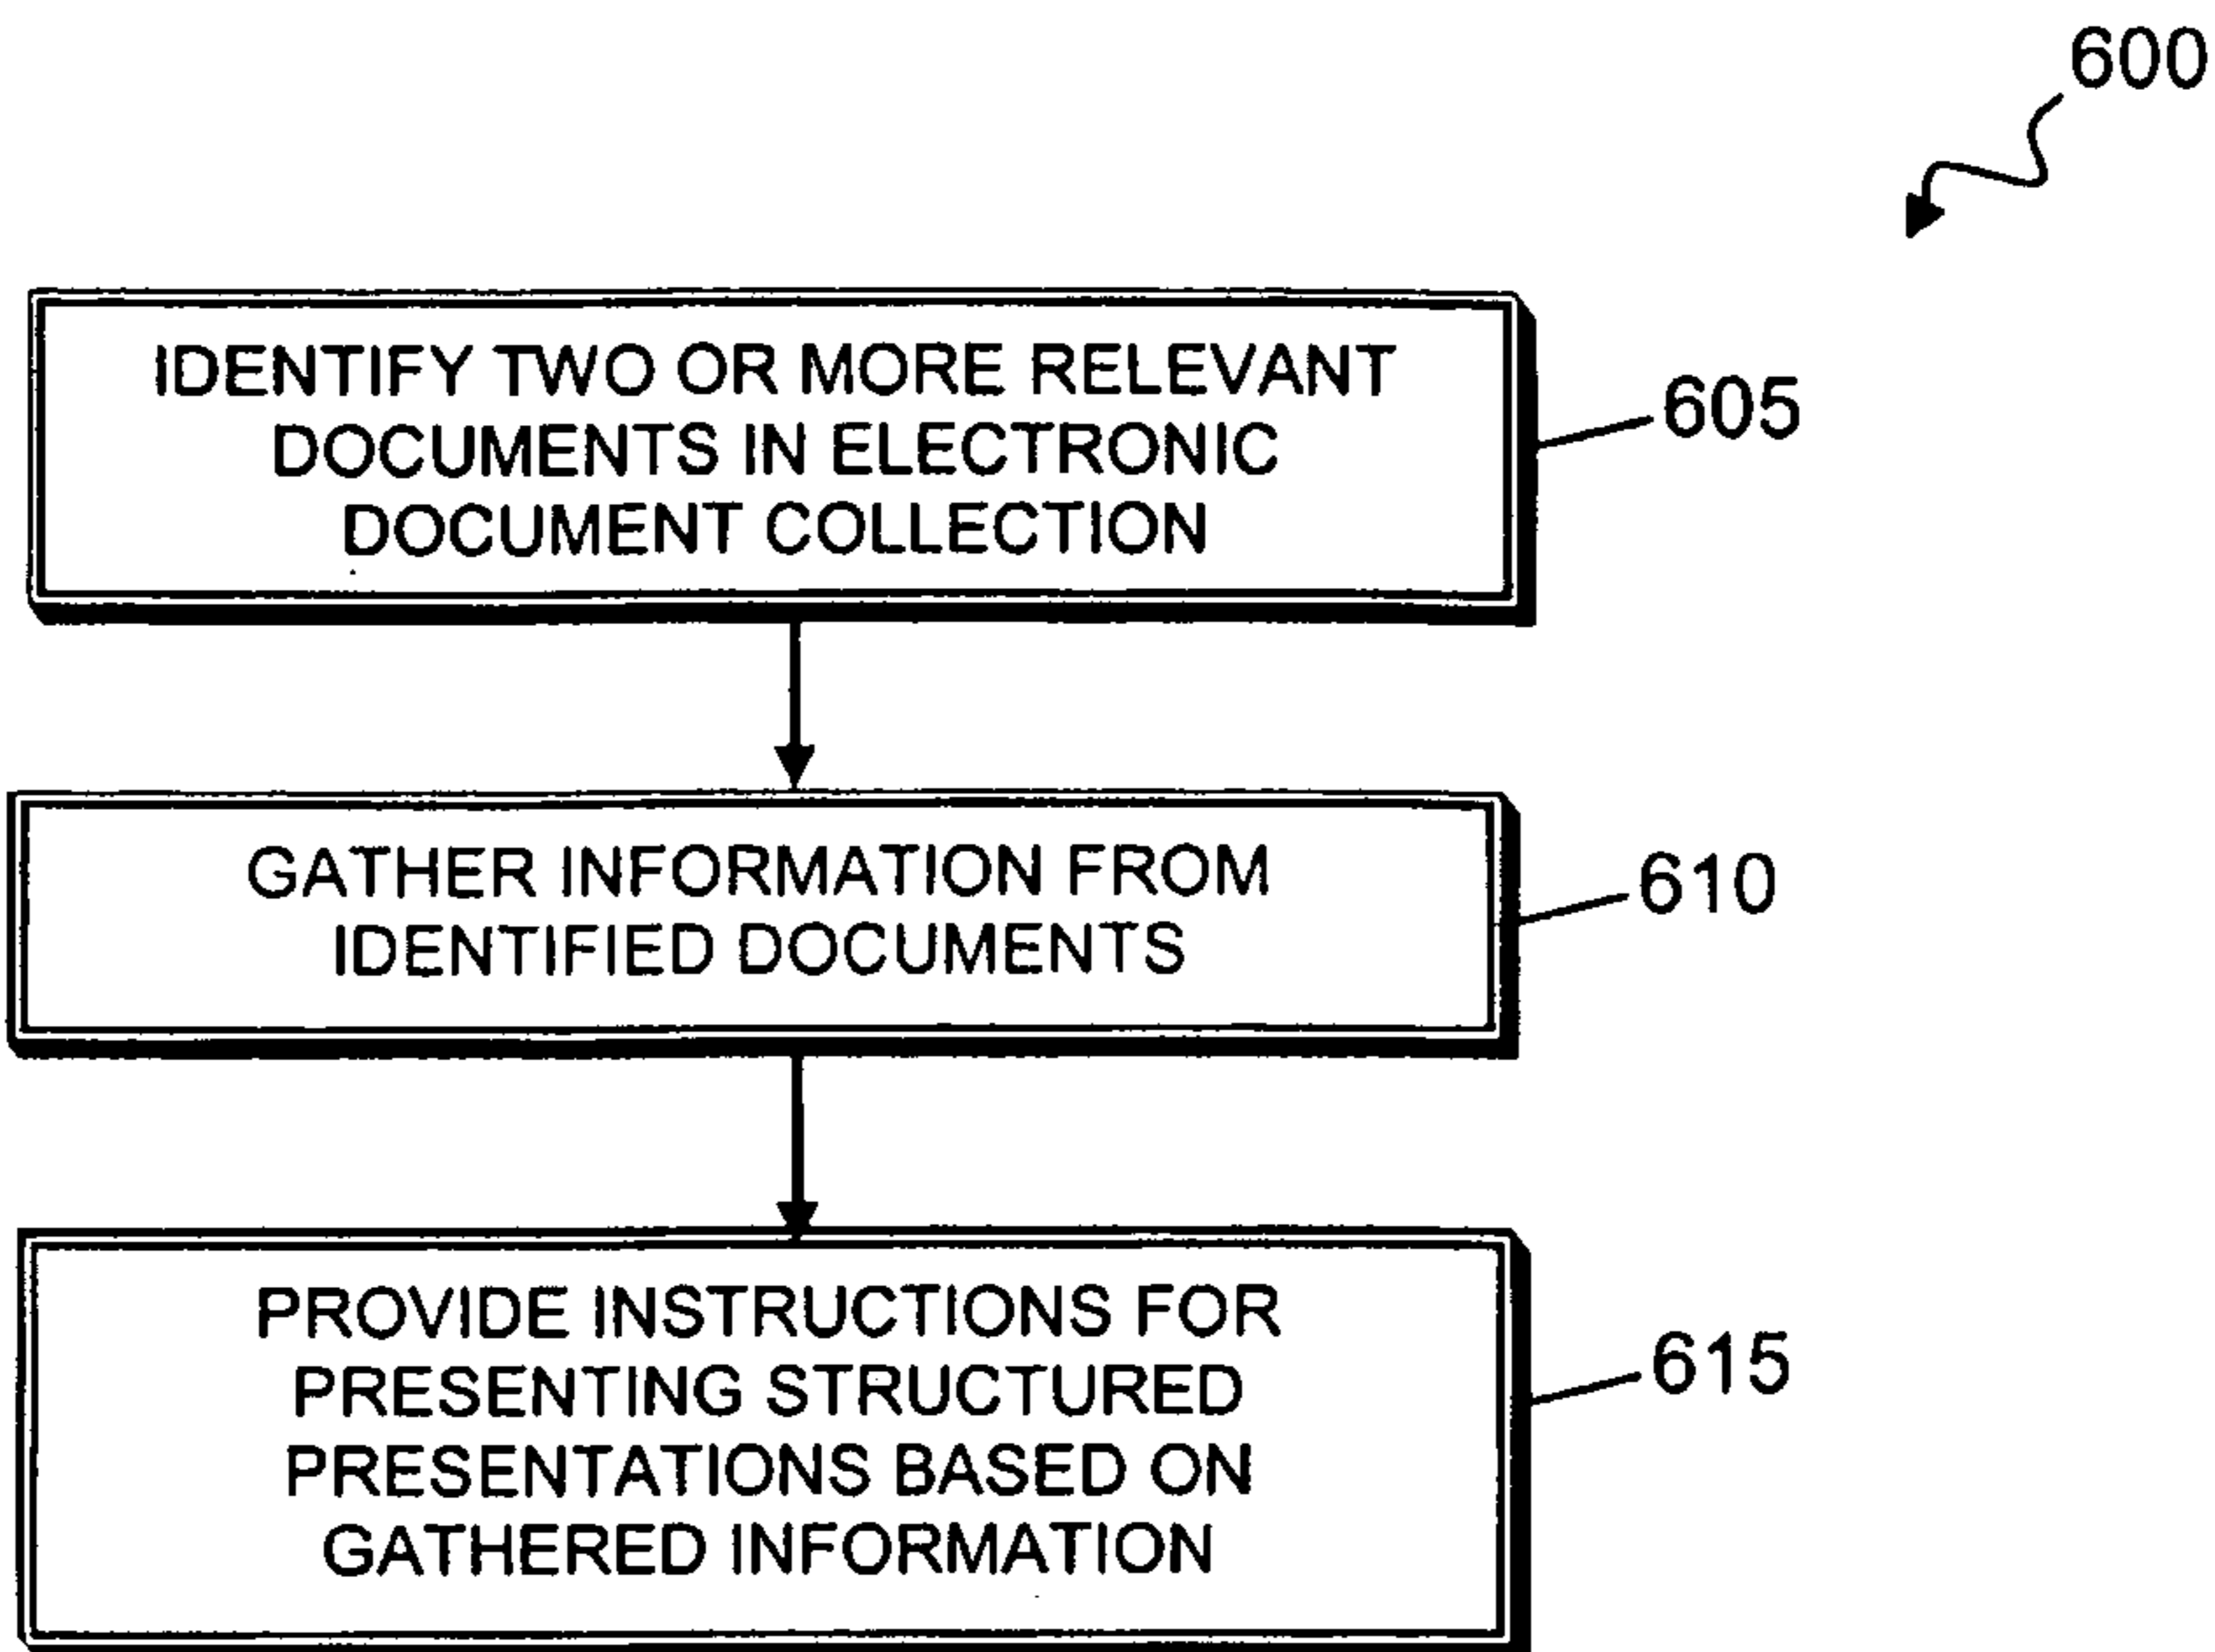 600
IDENTIFY TWO OR MORE RELEVANT
DOCUMENTS IN ELECTRONIC
DOCUMENT COLLECTION
605
GATHER INFORMATION FROM
IDENTIFIED DOCUMENTS
610
PROVIDE INSTRUCTIONS FOR
PRESENTING STRUCTURED
PRESENTATIONS BASED ON
GATHERED INFORMATION
615